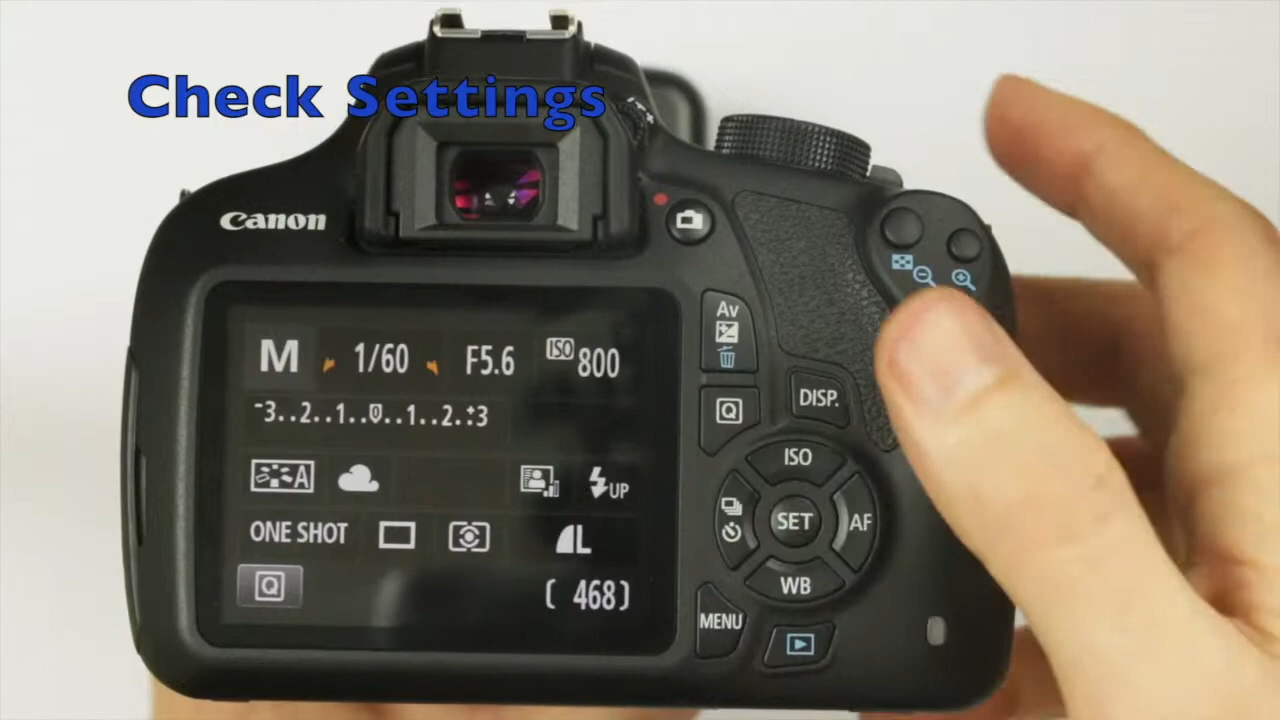 Check Settings
Canon
Av
M 1/60 F5.6 ISO 800
-3..2..1..0..1..2.:+3
A
UP
ONE SHOT
L
Q
( 468)
Q
DISP.
ISO
SET
AF
WB
MENU